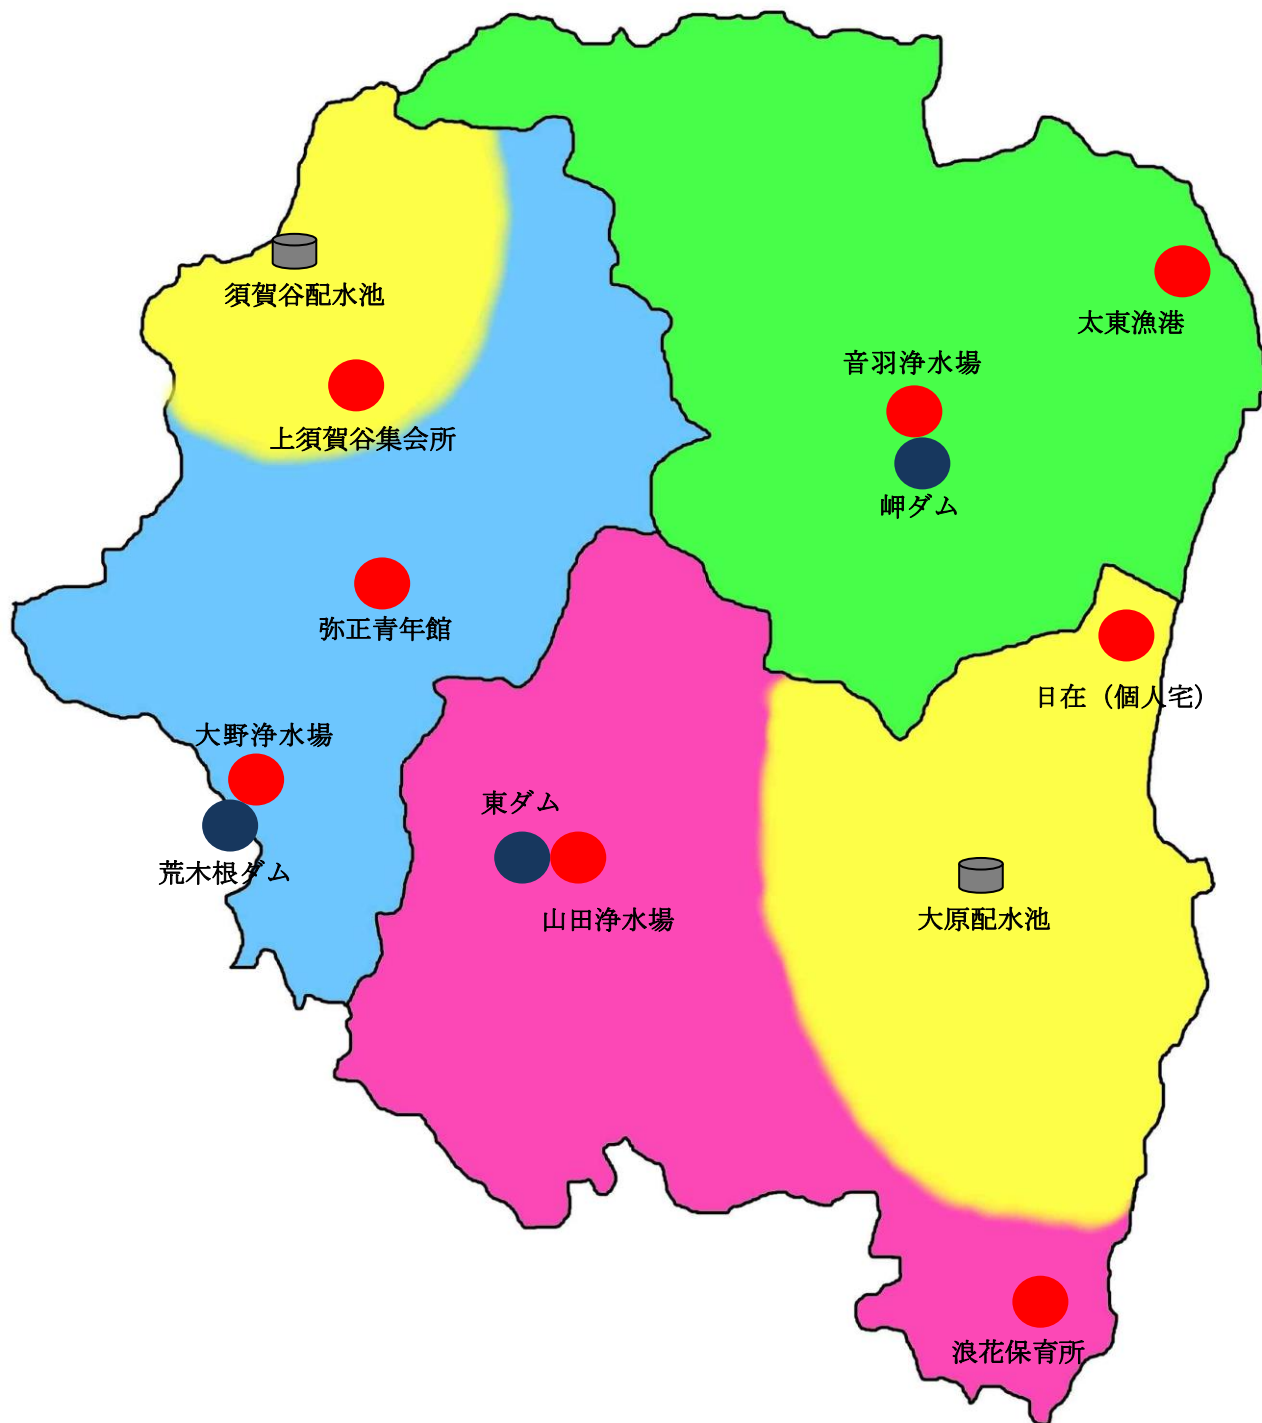 須賀谷配水池
太東漁港
音羽浄水場
上須賀谷集会所
岬ダム
弥正青年館
日在（個人宅）
大野浄水場
東ダム
荒木根ダム
山田浄水場
大原配水池
浪花保育所